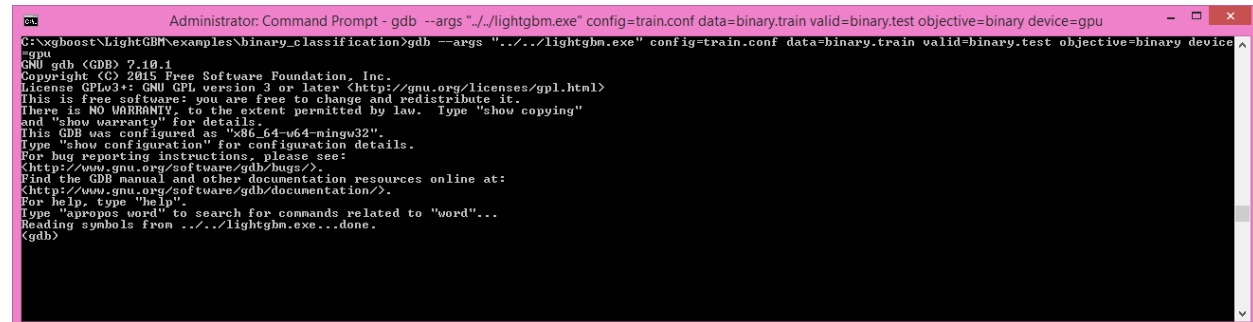 Administrator: Command Prompt - gdb --args "../../lightgbm.exe" config=train.conf data=binary.train valid=binary.test objective=binary device=gpu
C:\xgboost\LightGBM\examples\binary_classification>gdb --args "../../lightgbm.exe" config=train.conf data=binary.train valid=binary.test objective=binary device
=gpu
GNU gdb (GDB) 7.10.1
Copyright (C) 2015 Free Software Foundation, Inc.
License GPLv3+: GNU GPL version 3 or later <http://gnu.org/licenses/gpl.html>
This is free software: you are free to change and redistribute it.
There is NO WARRANTY, to the extent permitted by law.  Type "show copying"
and "show warranty" for details.
This GDB was configured as "x86_64-w64-mingw32".
Type "show configuration" for configuration details.
For bug reporting instructions, please see:
<http://www.gnu.org/software/gdb/bugs/>.
Find the GDB manual and other documentation resources online at:
<http://www.gnu.org/software/gdb/documentation/>.
For help, type "help".
Type "apropos word" to search for commands related to "word"...
Reading symbols from ../../lightgbm.exe...done.
(gdb)